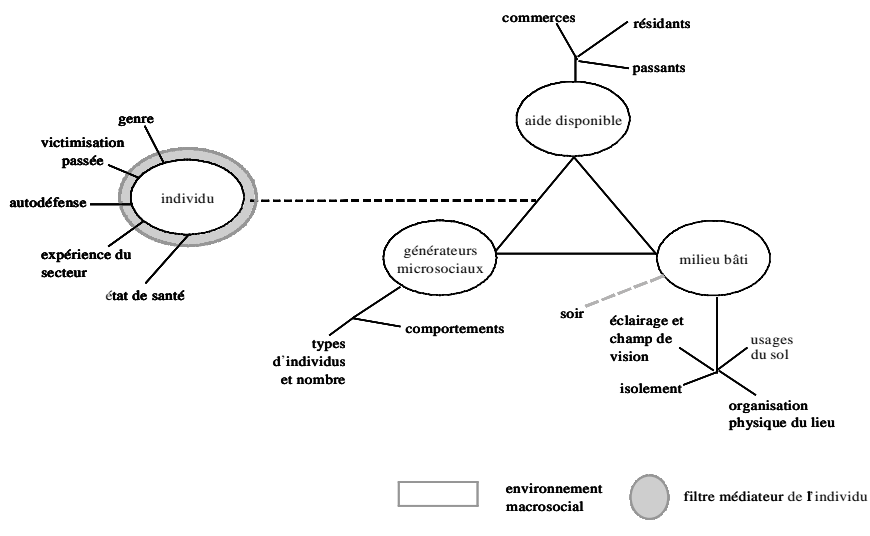 commerces
résidants
passants
aide disponible
genre
victimisation
passée
autodéfense
individu
expérience du
secteur
état de santé
générateurs
microsociaux
milieu bâti
soir
comportements
types
d'individus
et nombre
éclairage et
champ de
vision
usages
du sol
isolement
organisation
physique du lieu
environnement
macrosocial
filtre médiateur de l'individu